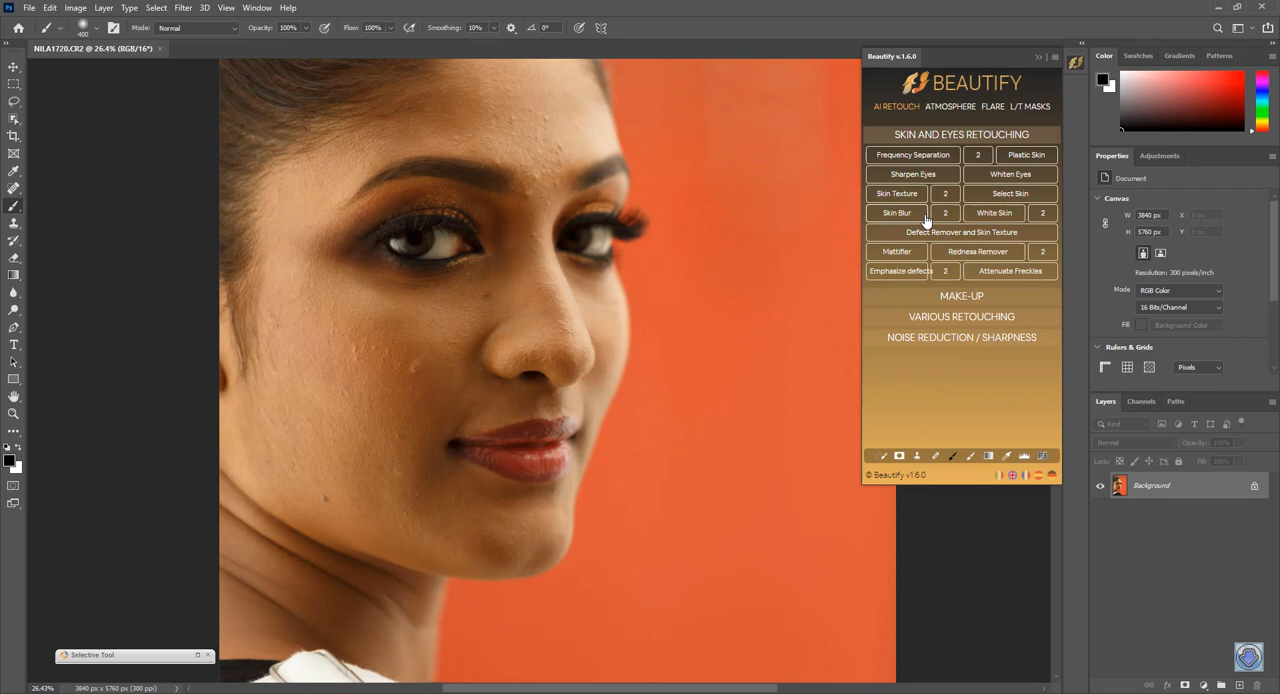 Ps File Edit Image Layer Type Select Filter 3D View Window Help
400 Mode: Normal Opacity: 100% Flow: 100% Smoothing: 10% 0°
NILA1720.CR2 @ 26.4% (RGB/16*) ×
Beautify v.1.6.0
BEAUTIFY
AI RETOUCH ATMOSPHERE FLARE L/T MASKS
SKIN AND EYES RETOUCHING
Frequency Separation 2 Plastic Skin
Sharpen Eyes Whiten Eyes
Skin Texture 2 Select Skin
Skin Blur 2 White Skin 2
Defect Remover and Skin Texture
Mattifier Redness Remover 2
Emphasize defects 2 Attenuate Freckles
MAKE-UP
VARIOUS RETOUCHING
NOISE REDUCTION / SHARPNESS
© Beautify v1.6.0
Color Swatches Gradients Patterns
Properties Adjustments
Document
Canvas
W 3840 px X 0 px
H 5760 px Y 0 px
Resolution: 300 pixels/inch
Mode RGB Color
16 Bits/Channel
Fill Background Color
Rulers & Grids
Pixels
Layers Channels Paths
Kind
Normal Opacity: 100%
Lock: Fill: 100%
Background
Selective Tool
26.43% 3840 px x 5760 px (300 ppi)